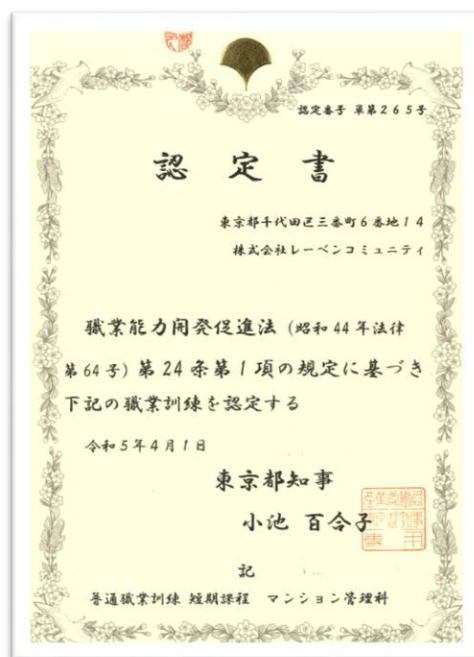 認定番号 単第265号
認定書
東京都千代田区三番町6番地14
株式会社レーベンコミュニティ
職業能力開発促進法（昭和44年法律
第64号）第24条第1項の規定に基づき
下記の職業訓練を認定する
令和5年4月1日
東京都知事
小池 百合子
記
普通職業訓練 短期課程 マンション管理科